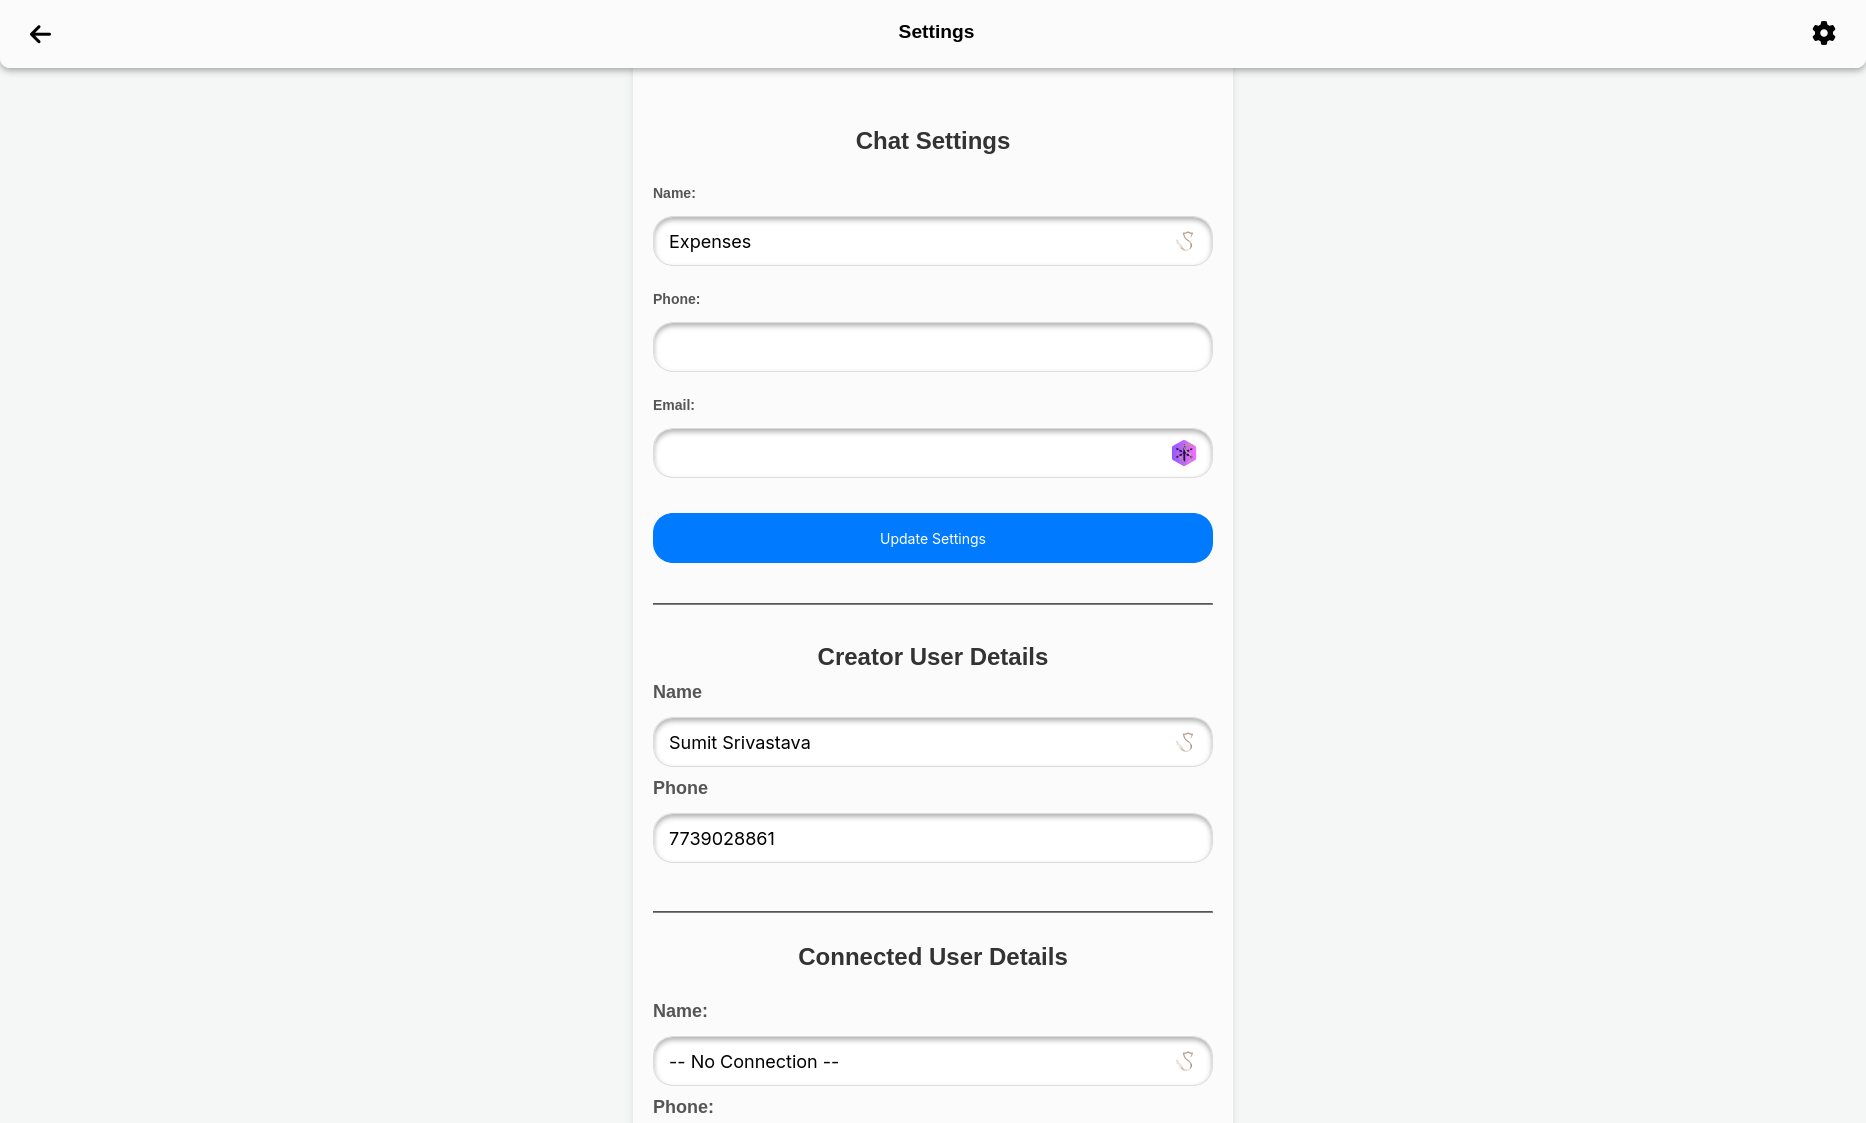 Settings
Chat Settings
Name:
Expenses
Phone:
Email:
Update Settings
Creator User Details
Name
Sumit Srivastava
Phone
7739028861
Connected User Details
Name:
-- No Connection --
Phone: